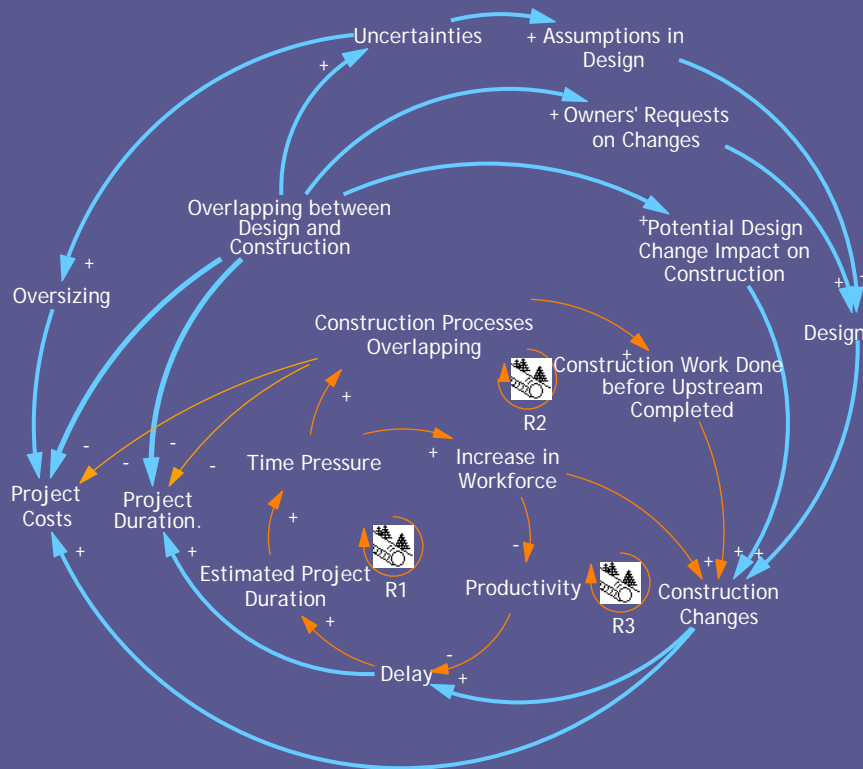 Uncertainties
+ Assumptions in
Design
+
+ Owners' Requests
on Changes
Overlapping between
Design and
Construction
+Potential Design
Change Impact on
Construction
+
Oversizing
+
Design
Construction Processes
Overlapping
+
Construction Work Done
before Upstream
Completed
R2
+
-
-
-
-
Time Pressure
+
Increase in
Workforce
Project
Costs
Project
Duration.
+
-
+
+
Estimated Project
Duration
R1
Productivity
R3
+
+
+
Construction
Changes
+
-
Delay
+